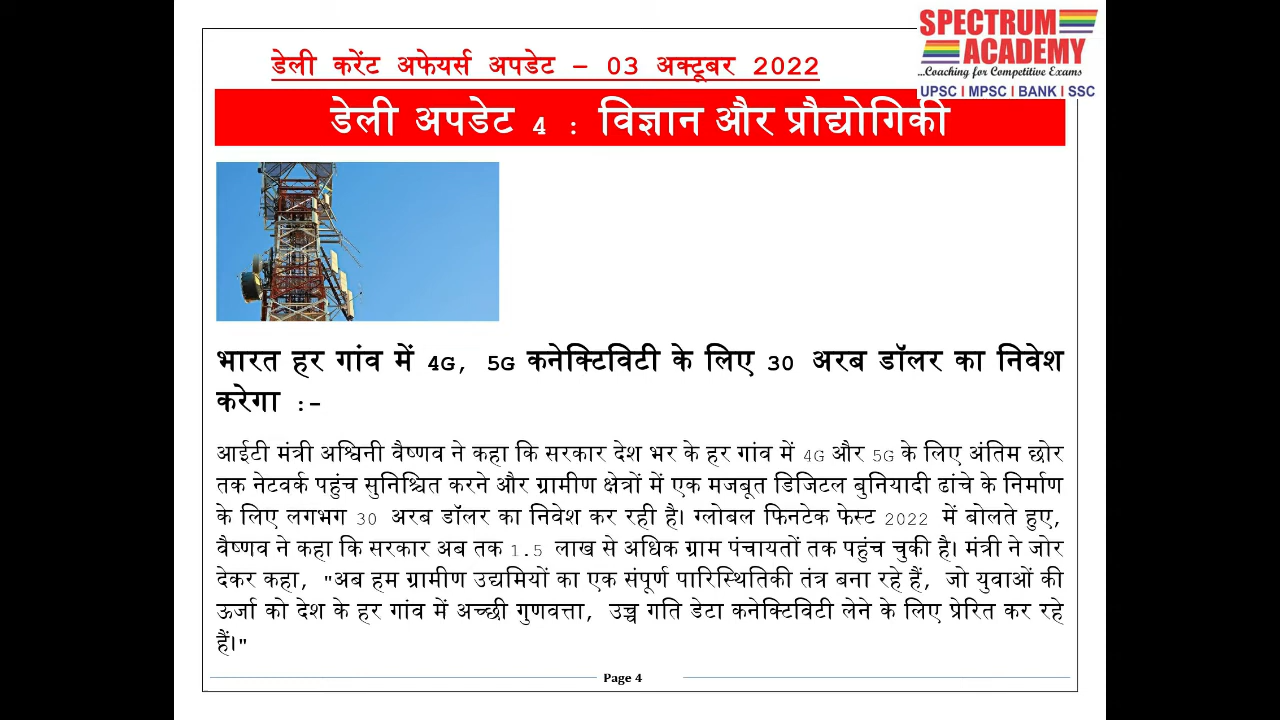 SPECTRUM
ACADEMY
...Coaching for Competitive Exams
UPSC | MPSC | BANK | SSC
डेली करेंट अफेयर्स अपडेट – 03 अक्टूबर 2022
डेली अपडेट 4 : विज्ञान और प्रौद्योगिकी
भारत हर गांव में 4G, 5G कनेक्टिविटी के लिए 30 अरब डॉलर का निवेश
करेगा :-
आईटी मंत्री अश्विनी वैष्णव ने कहा कि सरकार देश भर के हर गांव में 4G और 5G के लिए अंतिम छोर
तक नेटवर्क पहुंच सुनिश्चित करने और ग्रामीण क्षेत्रों में एक मजबूत डिजिटल बुनियादी ढांचे के निर्माण
के लिए लगभग 30 अरब डॉलर का निवेश कर रही है। ग्लोबल फिनटेक फेस्ट 2022 में बोलते हुए,
वैष्णव ने कहा कि सरकार अब तक 1.5 लाख से अधिक ग्राम पंचायतों तक पहुंच चुकी है। मंत्री ने जोर
देकर कहा, "अब हम ग्रामीण उद्यमियों का एक संपूर्ण पारिस्थितिकी तंत्र बना रहे हैं, जो युवाओं की
ऊर्जा को देश के हर गांव में अच्छी गुणवत्ता, उच्च गति डेटा कनेक्टिविटी लेने के लिए प्रेरित कर रहे
हैं।"
Page 4